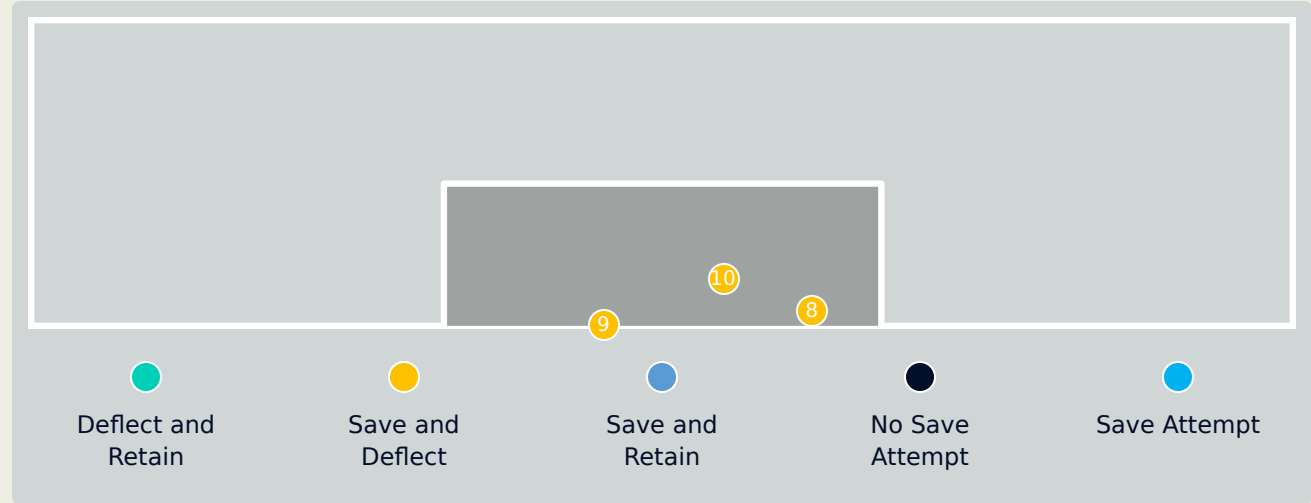 10
8
9
Deflect and
Retain
Save and
Deflect
Save and
Retain
No Save
Attempt
Save Attempt